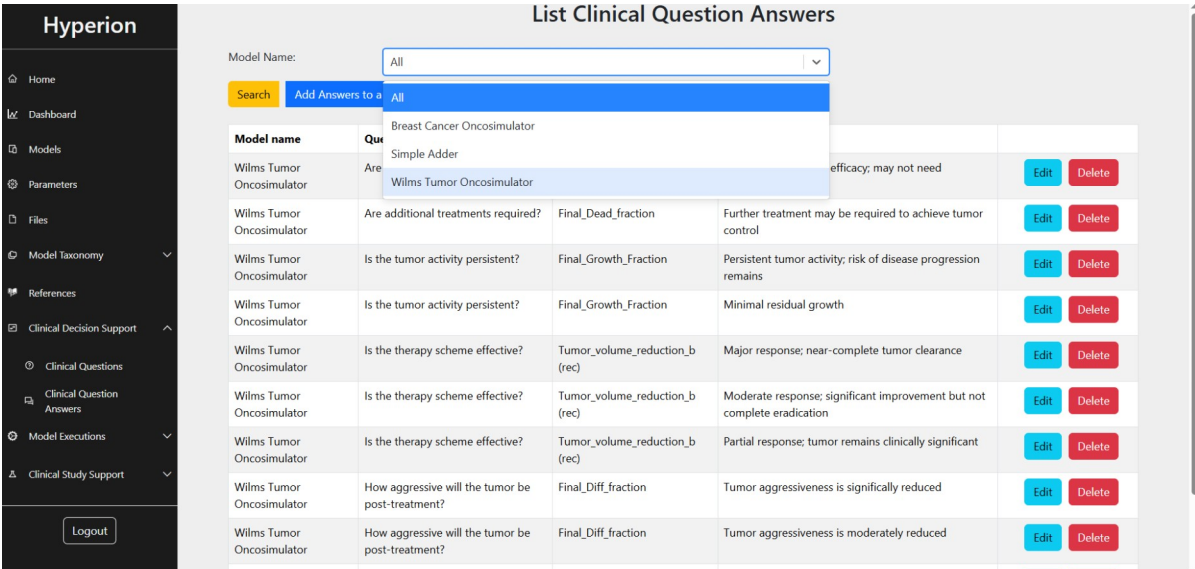 Hyperion
Home
Dashboard
Models
Parameters
Files
Model Taxonomy
References
Clinical Decision Support
Clinical Questions
Clinical Question
Answers
Model Executions
Clinical Study Support
Logout
List Clinical Question Answers
Model Name:
All
Search
Add Answers to a
All
Breast Cancer Oncosimulator
Simple Adder
Wilms Tumor Oncosimulator
Model name
Que
Wilms Tumor
Oncosimulator
Are
efficacy; may not need
Edit
Delete
Wilms Tumor
Oncosimulator
Are additional treatments required?
Final_Dead_fraction
Further treatment may be required to achieve tumor
control
Edit
Delete
Wilms Tumor
Oncosimulator
Is the tumor activity persistent?
Final_Growth_Fraction
Persistent tumor activity; risk of disease progression
remains
Edit
Delete
Wilms Tumor
Oncosimulator
Is the tumor activity persistent?
Final_Growth_Fraction
Minimal residual growth
Edit
Delete
Wilms Tumor
Oncosimulator
Is the therapy scheme effective?
Tumor_volume_reduction_b
(rec)
Major response; near-complete tumor clearance
Edit
Delete
Wilms Tumor
Oncosimulator
Is the therapy scheme effective?
Tumor_volume_reduction_b
(rec)
Moderate response; significant improvement but not
complete eradication
Edit
Delete
Wilms Tumor
Oncosimulator
Is the therapy scheme effective?
Tumor_volume_reduction_b
(rec)
Partial response; tumor remains clinically significant
Edit
Delete
Wilms Tumor
Oncosimulator
How aggressive will the tumor be
post-treatment?
Final_Diff_fraction
Tumor aggressiveness is significally reduced
Edit
Delete
Wilms Tumor
Oncosimulator
How aggressive will the tumor be
post-treatment?
Final_Diff_fraction
Tumor aggressiveness is moderately reduced
Edit
Delete